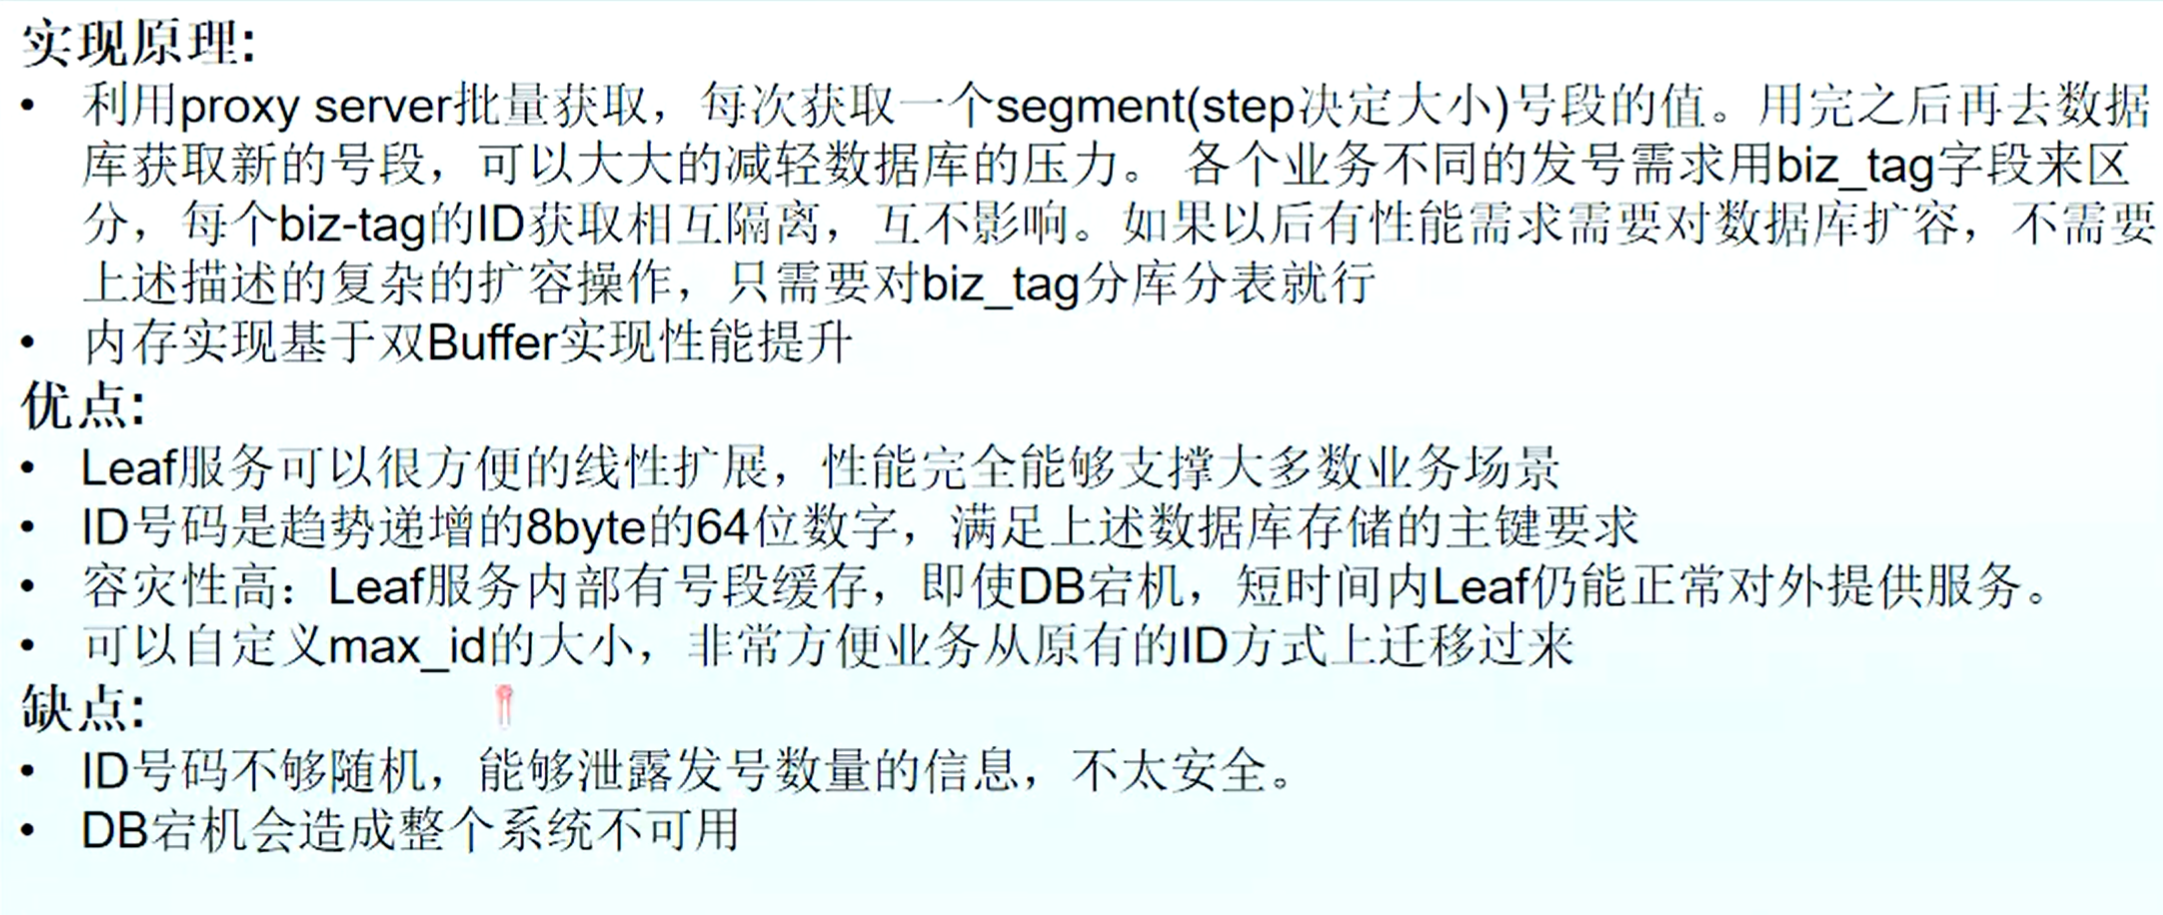 实现原理:
• 利用proxy server批量获取，每次获取一个segment(step决定大小)号段的值。用完之后再去数据
库获取新的号段，可以大大的减轻数据库的压力。 各个业务不同的发号需求用biz_tag字段来区
分，每个biz-tag的ID获取相互隔离，互不影响。如果以后有性能需求需要对数据库扩容，不需要
上述描述的复杂的扩容操作，只需要对biz_tag分库分表就行
• 内存实现基于双Buffer实现性能提升
优点:
• Leaf服务可以很方便的线性扩展，性能完全能够支撑大多数业务场景
• ID号码是趋势递增的8byte的64位数字，满足上述数据库存储的主键要求
• 容灾性高：Leaf服务内部有号段缓存，即使DB宕机，短时间内Leaf仍能正常对外提供服务。
• 可以自定义max_id的大小，非常方便业务从原有的ID方式上迁移过来
缺点:
• ID号码不够随机，能够泄露发号数量的信息，不太安全。
• DB宕机会造成整个系统不可用